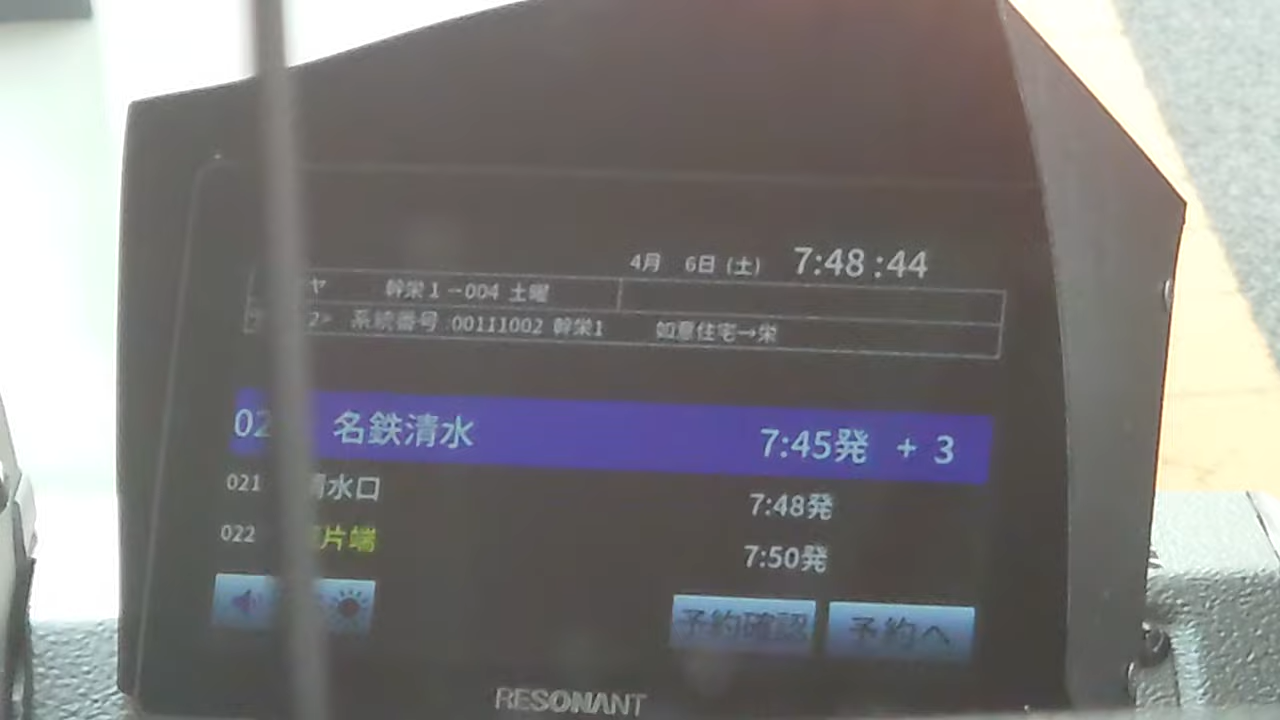 4月 6日 (土) 7:48:44
ヤ 幹栄1-004 土曜
2> 系統番号 00111002 幹栄1 如意住宅→栄
02 名鉄清水 7:45発 +3
021 清水口 7:48発
022 片端 7:50発
予約確認 予約へ
RESONANT